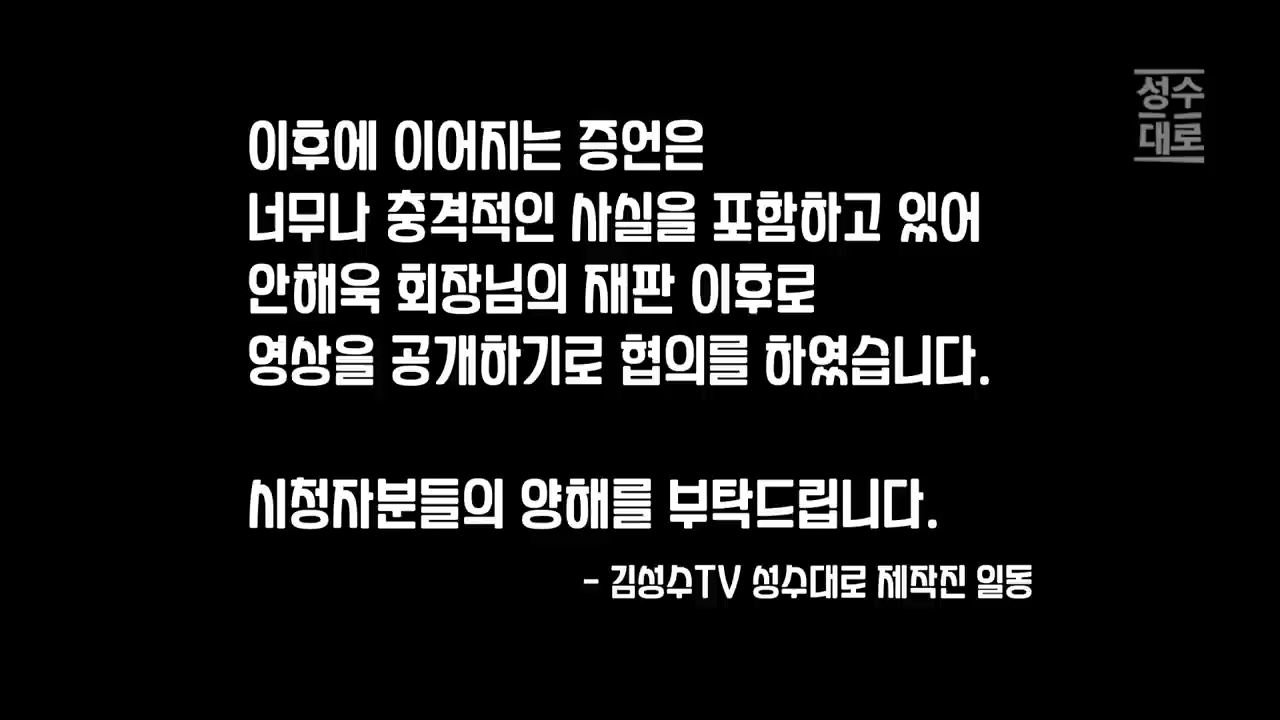 성수
대로
이후에 이어지는 증언은
너무나 충격적인 사실을 포함하고 있어
안해욱 회장님의 재판 이후로
영상을 공개하기로 협의를 하였습니다.
시청자분들의 양해를 부탁드립니다.
- 김성수TV 성수대로 제작진 일동